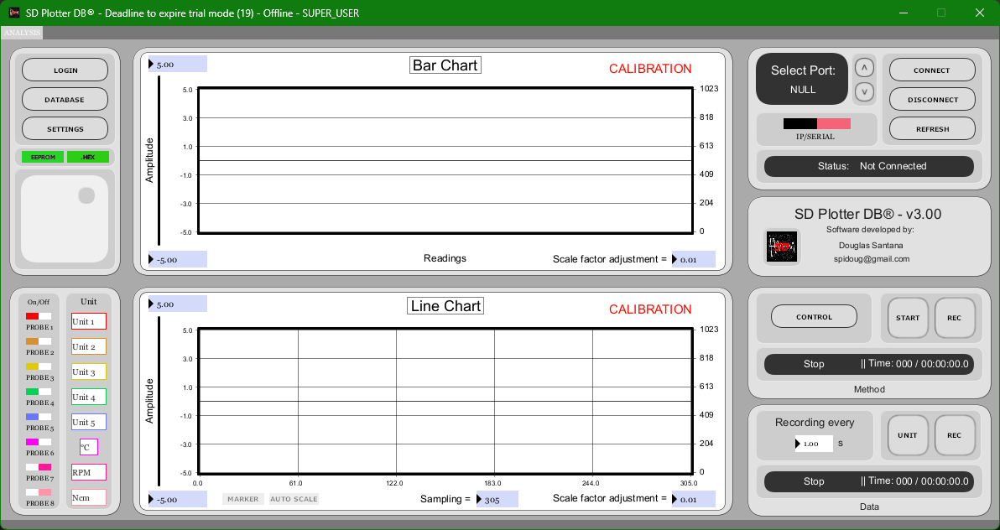 SD Plotter DB® - Deadline to expire trial mode (19) - Offline - SUPER_USER
ANALYSIS
LOGIN
DATABASE
SETTINGS
EEPROM .HEX
On/Off Unit
PROBE 1 Unit 1
PROBE 2 Unit 2
PROBE 3 Unit 3
PROBE 4 Unit 4
PROBE 5 Unit 5
PROBE 6 °C
PROBE 7 RPM
PROBE 8 Ncm
5.00 Bar Chart CALIBRATION
Amplitude
5.0 1023
3.0 818
1.0 613
-1.0 409
-3.0 204
-5.0 0
-5.00 Readings Scale factor adjustment = 0.01
5.00 Line Chart CALIBRATION
Amplitude
5.0 1023
3.0 818
1.0 613
-1.0 409
-3.0 204
-5.0 0
0.0 61.0 122.0 183.0 244.0 305.0
-5.00 MARKER AUTO SCALE Sampling = 305 Scale factor adjustment = 0.01
Select Port:
NULL
˄
˅
CONNECT
DISCONNECT
REFRESH
IP/SERIAL
Status: Not Connected
SD Plotter DB® - v3.00
Software developed by:
Douglas Santana
spidoug@gmail.com
SD
CONTROL START REC
Stop || Time: 000 / 00:00:00.0
Method
Recording every
1.00 S
UNIT REC
Stop || Time: 000 / 00:00:00.0
Data